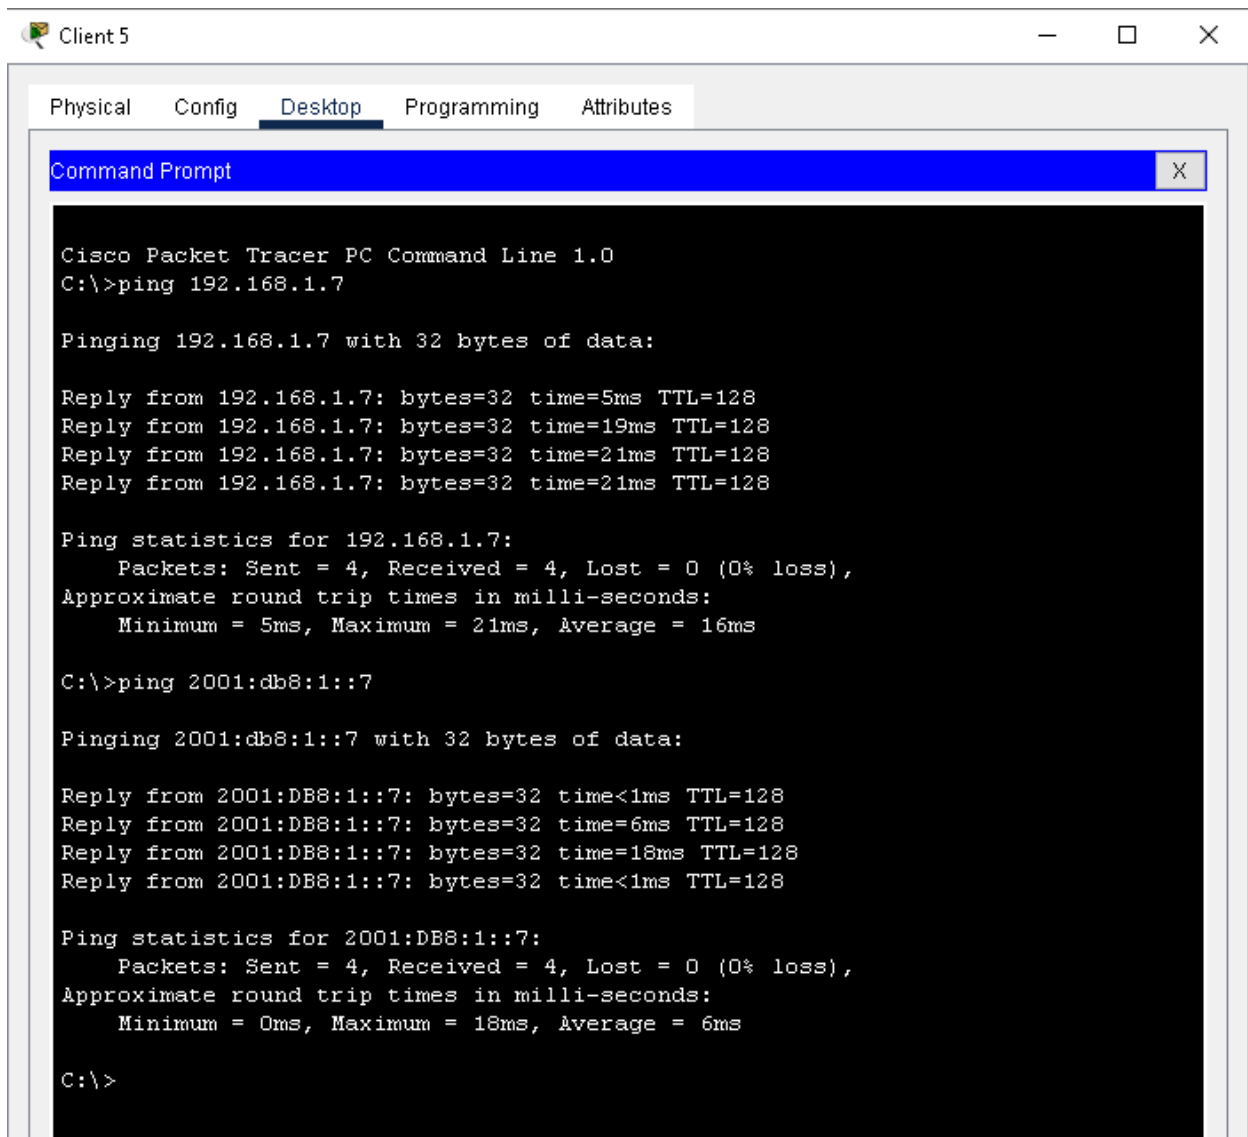 Client 5
Physical Config Desktop Programming Attributes
Command Prompt X
Cisco Packet Tracer PC Command Line 1.0
C:\>ping 192.168.1.7
Pinging 192.168.1.7 with 32 bytes of data:
Reply from 192.168.1.7: bytes=32 time=5ms TTL=128
Reply from 192.168.1.7: bytes=32 time=19ms TTL=128
Reply from 192.168.1.7: bytes=32 time=21ms TTL=128
Reply from 192.168.1.7: bytes=32 time=21ms TTL=128
Ping statistics for 192.168.1.7:
    Packets: Sent = 4, Received = 4, Lost = 0 (0% loss),
Approximate round trip times in milli-seconds:
    Minimum = 5ms, Maximum = 21ms, Average = 16ms
C:\>ping 2001:db8:1::7
Pinging 2001:db8:1::7 with 32 bytes of data:
Reply from 2001:DB8:1::7: bytes=32 time<1ms TTL=128
Reply from 2001:DB8:1::7: bytes=32 time=6ms TTL=128
Reply from 2001:DB8:1::7: bytes=32 time=18ms TTL=128
Reply from 2001:DB8:1::7: bytes=32 time<1ms TTL=128
Ping statistics for 2001:DB8:1::7:
    Packets: Sent = 4, Received = 4, Lost = 0 (0% loss),
Approximate round trip times in milli-seconds:
    Minimum = 0ms, Maximum = 18ms, Average = 6ms
C:\>